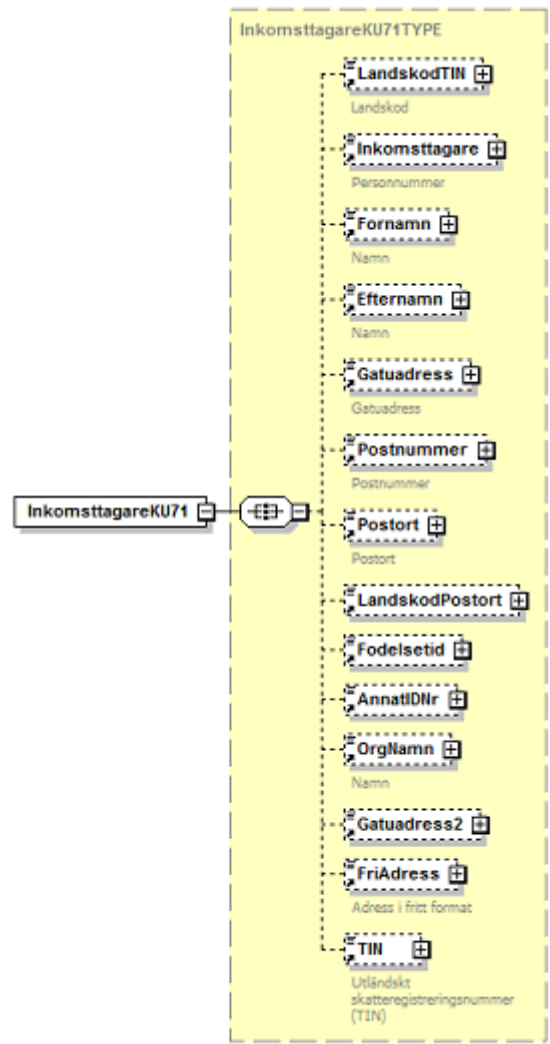 InkomsttagareKU71TYPE
LandskodTIN
Landskod
Inkomsttagare
Personnummer
Fornamn
Namn
Efternamn
Namn
Gatuadress
Gatuadress
Postnummer
Postnummer
InkomsttagareKU71
Postort
Postort
LandskodPostort
Fodelsetid
AnnatIDNr
OrgNamn
Namn
Gatuadress2
FriAdress
Adress i fritt format
TIN
Utländskt
skatteregistreringsnummer
(TIN)